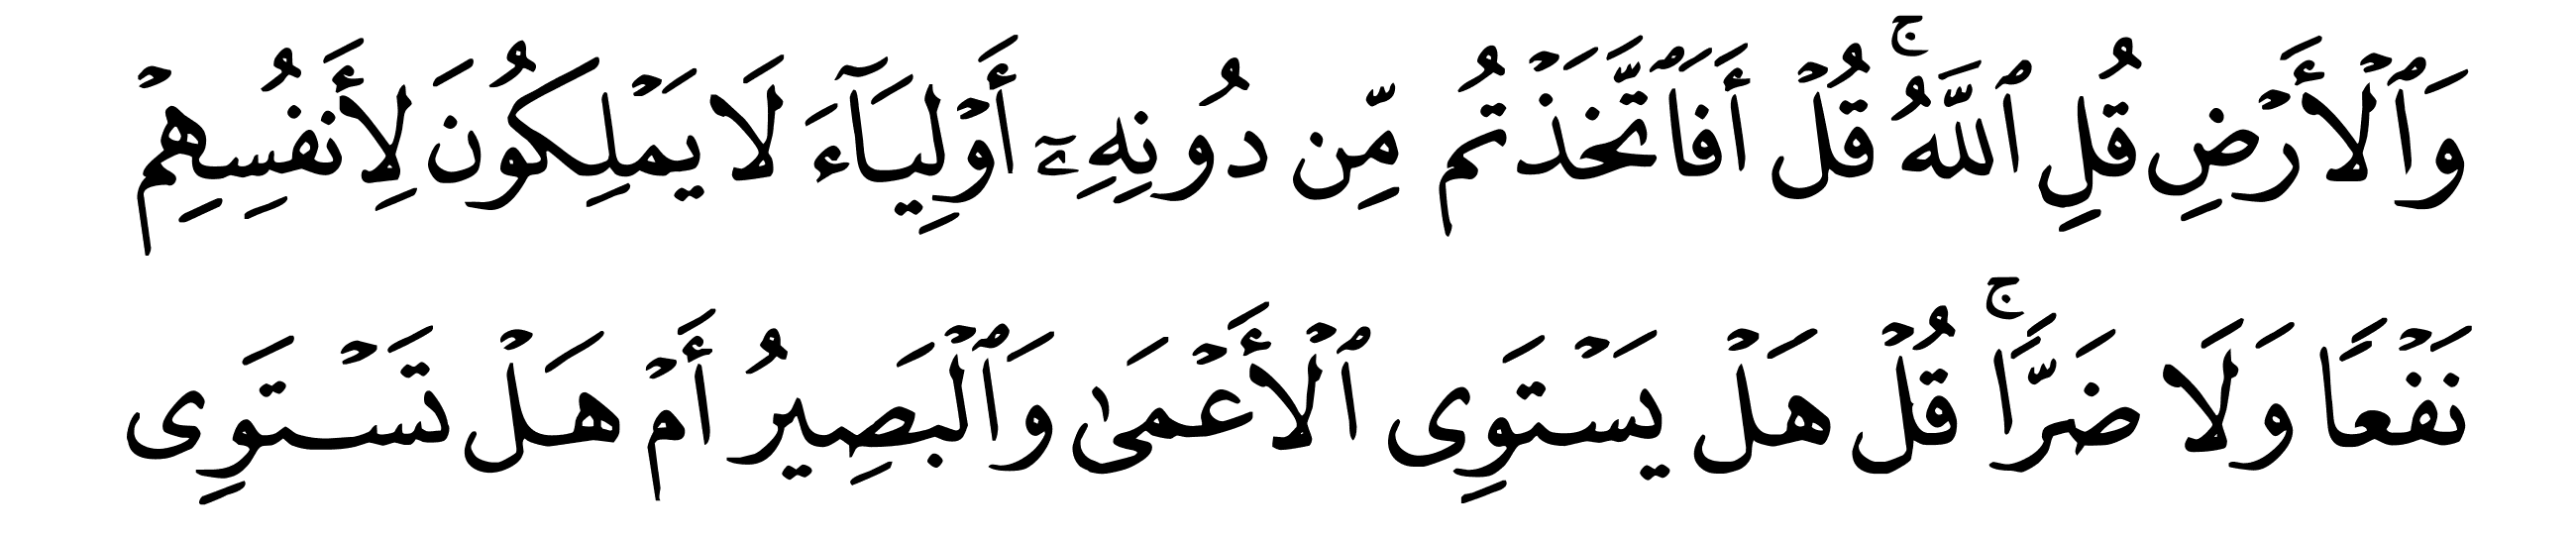 وَٱلۡأَرۡضِ قُلِ ٱللَّهُۚ قُلۡ أَفَٱتَّخَذۡتُم مِّن دُونِهِۦٓ أَوۡلِيَآءَ لَا يَمۡلِكُونَ لِأَنفُسِهِمۡ
نَفۡعًا وَلَا ضَرًّاۚ قُلۡ هَلۡ يَسۡتَوِى ٱلۡأَعۡمَىٰ وَٱلۡبَصِيرُ أَمۡ هَلۡ تَسۡتَوِى